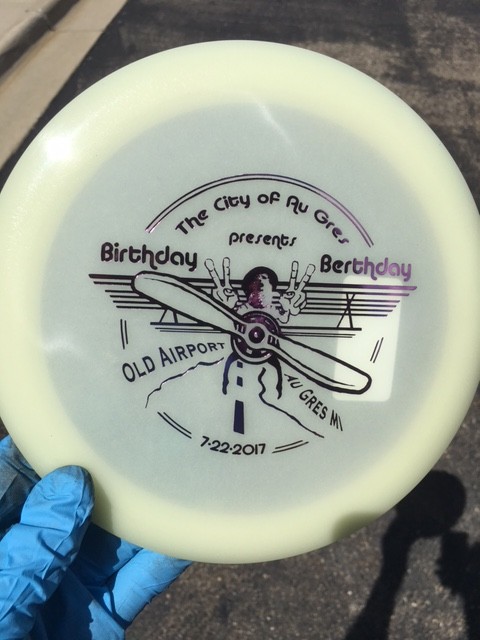 The City of Au Gres
presents
Birthday Berthday
OLD AIRPORT
AU GRES MI
7-22-2017